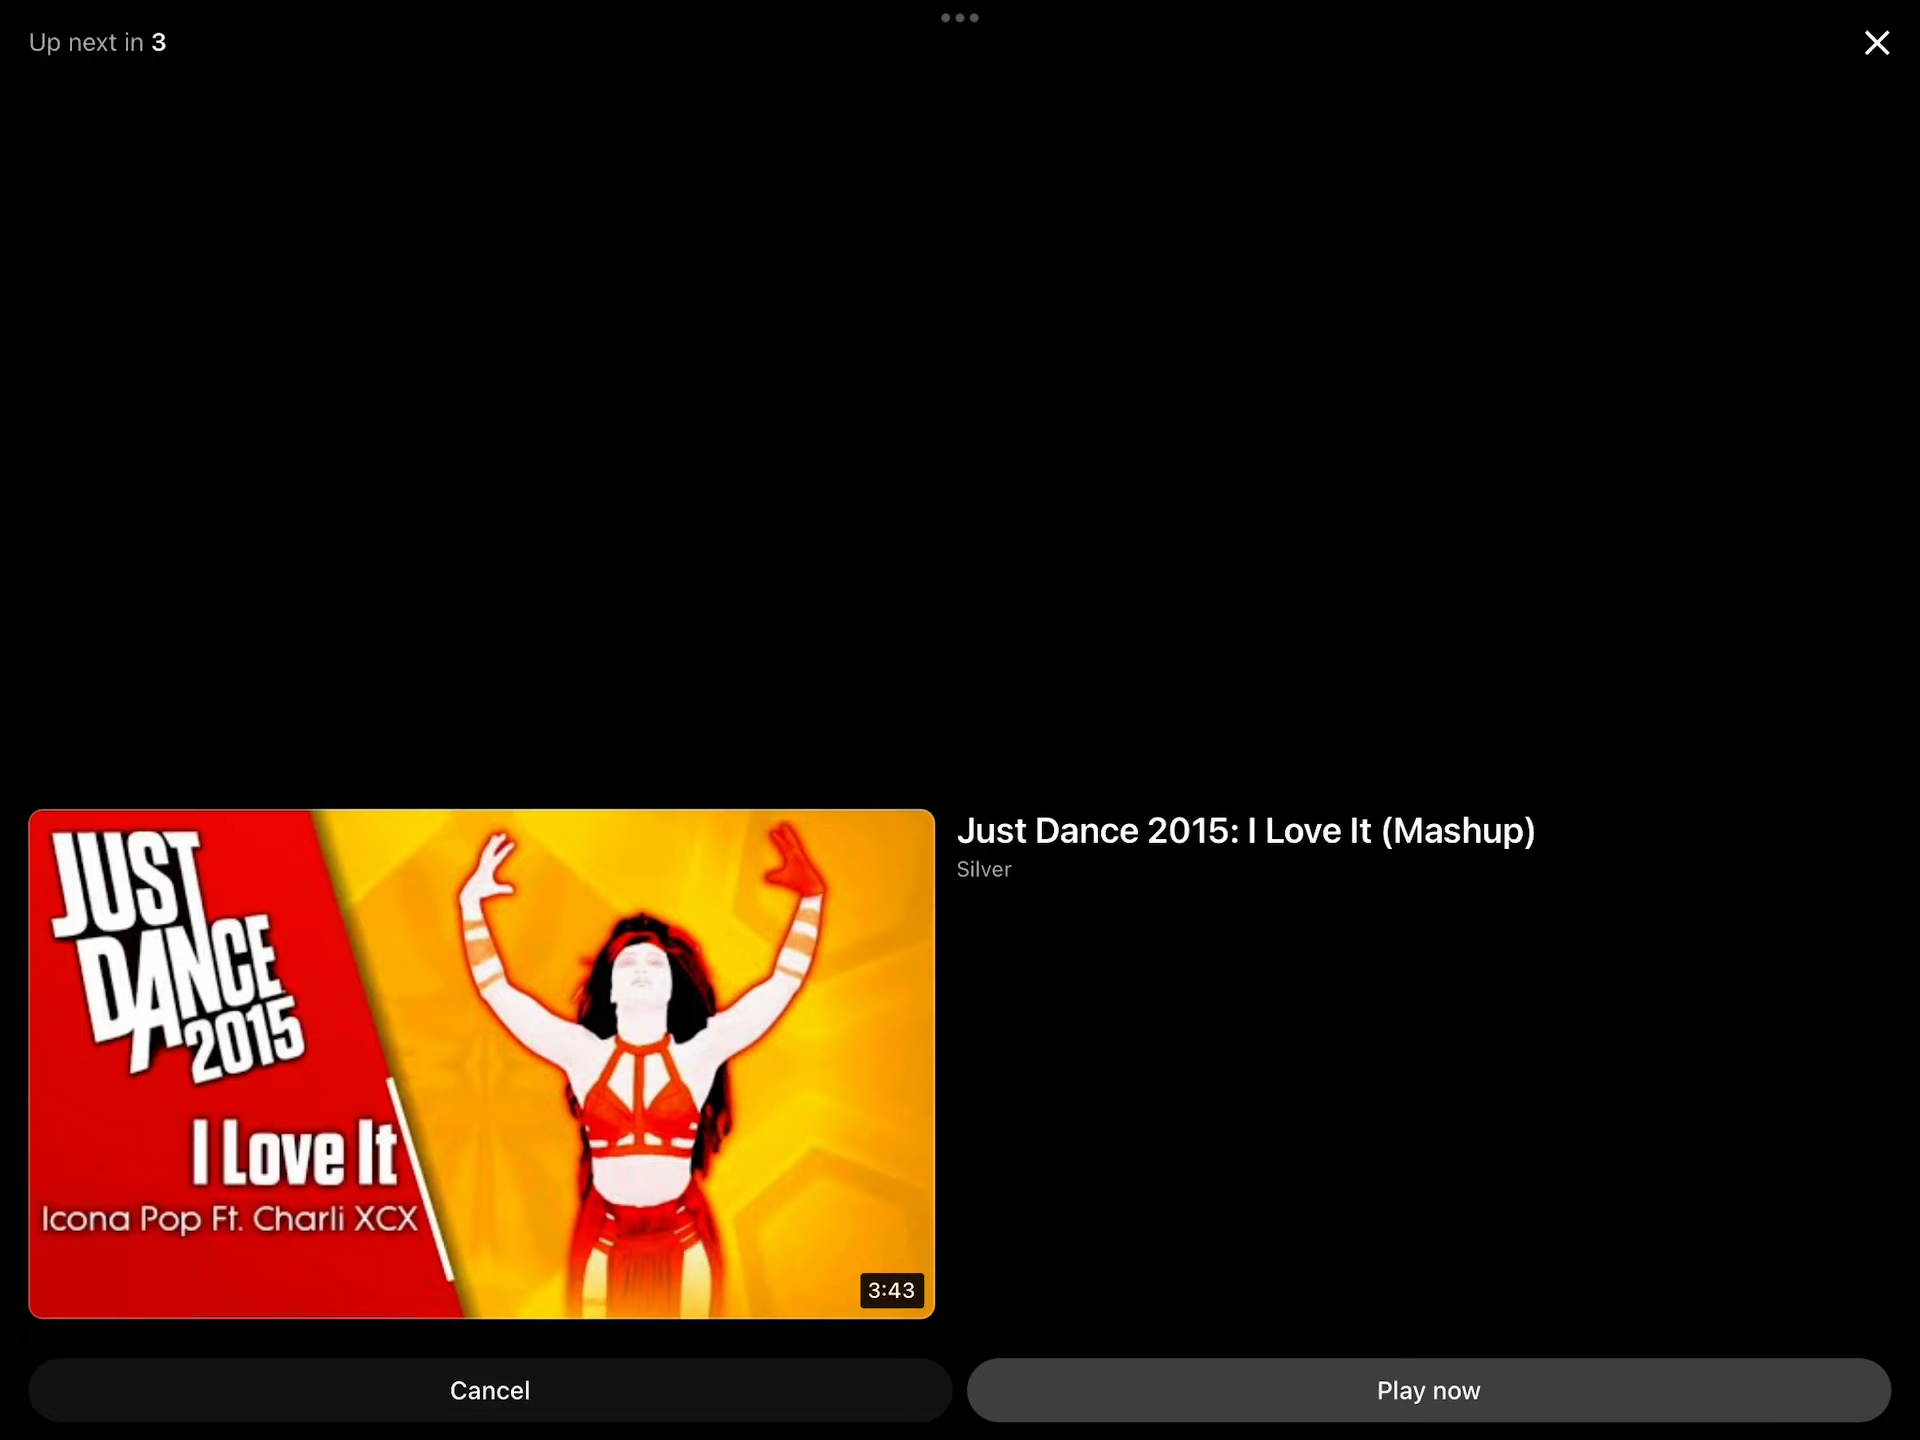 Up next in 3
JUST
DANCE
2015
I Love It
Icona Pop Ft. Charli XCX
3:43
Just Dance 2015: I Love It (Mashup)
Silver
Cancel
Play now